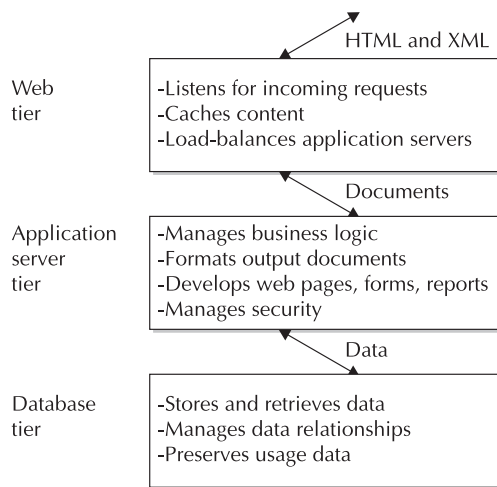 HTML and XML
Web
tier
-Listens for incoming requests
-Caches content
-Load-balances application servers
Documents
Application
server
tier
-Manages business logic
-Formats output documents
-Develops web pages, forms, reports
-Manages security
Data
Database
tier
-Stores and retrieves data
-Manages data relationships
-Preserves usage data